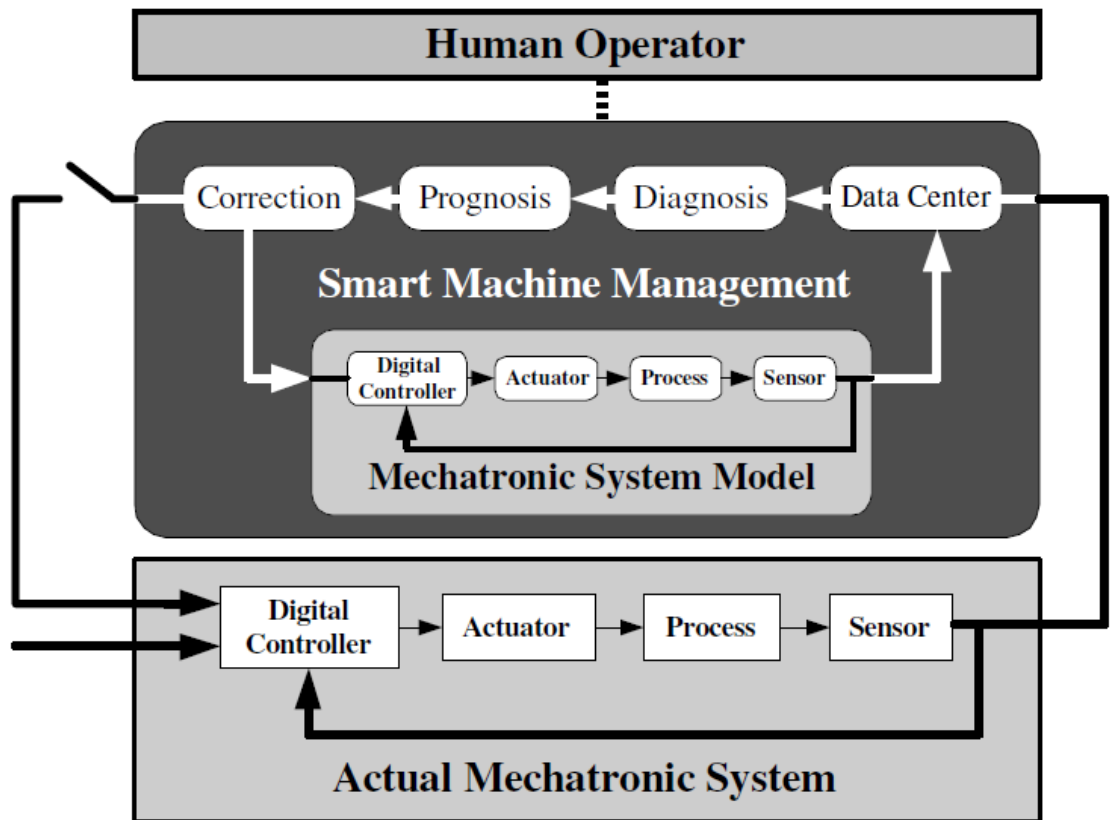 Human Operator
Correction
Prognosis
Diagnosis
Data Center
Smart Machine Management
Digital
Controller
Actuator
Process
Sensor
Mechatronic System Model
Digital
Controller
Actuator
Process
Sensor
Actual Mechatronic System